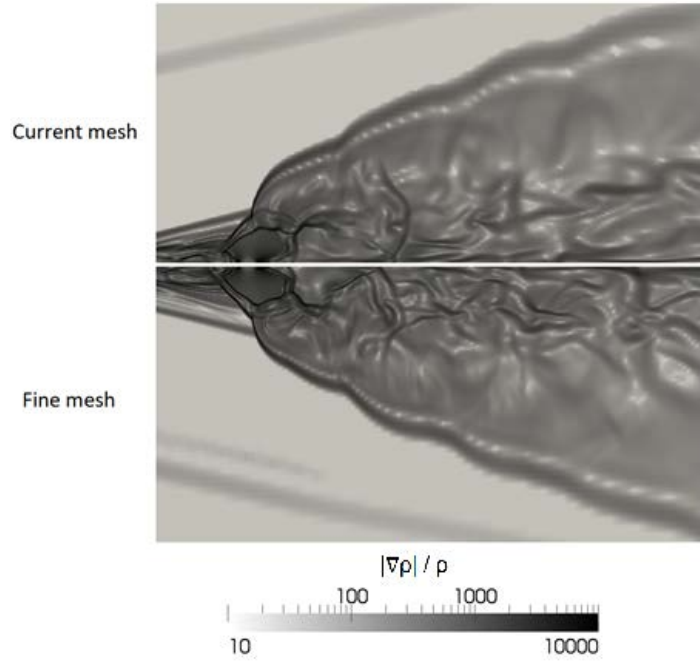 Current mesh
Fine mesh
|∇ρ| / ρ
100 1000
10 10000